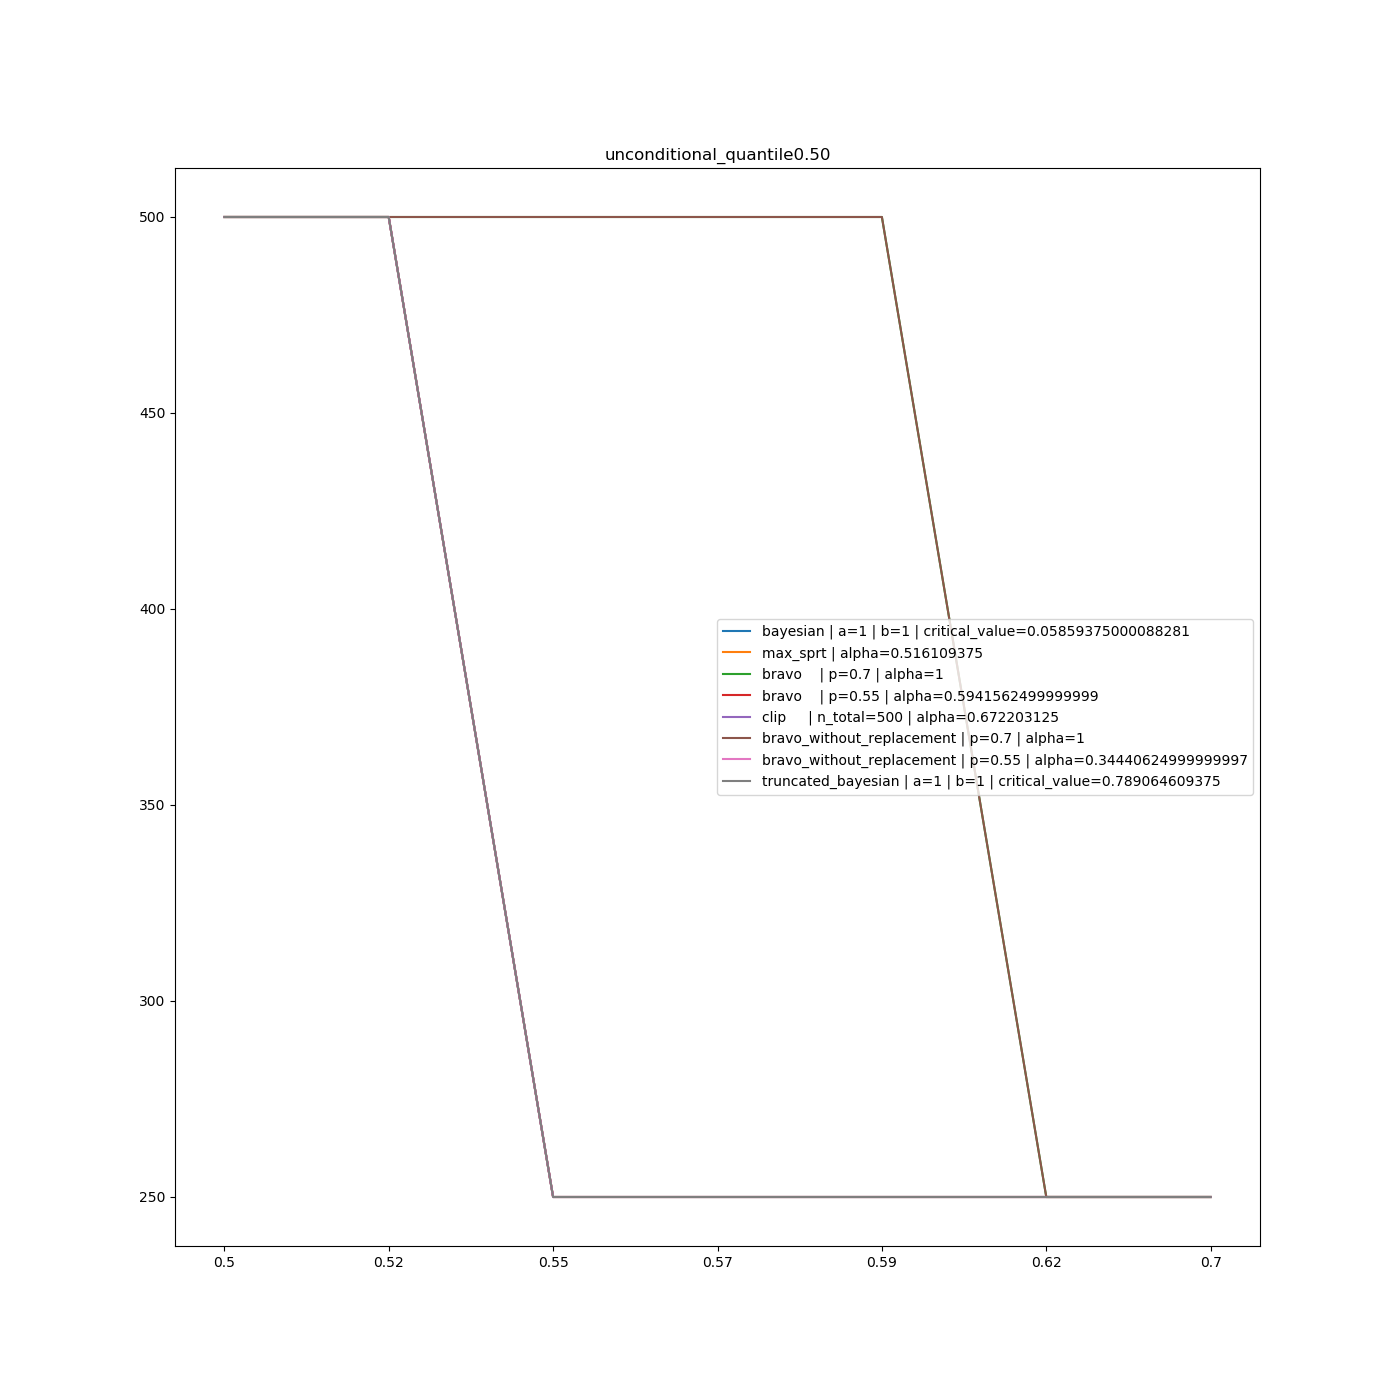 unconditional_quantile0.50
500
450
400
350
300
250
bayesian | a=1 | b=1 | critical_value=0.05859375000088281
max_sprt | alpha=0.516109375
bravo    | p=0.7 | alpha=1
bravo    | p=0.55 | alpha=0.5941562499999999
clip     | n_total=500 | alpha=0.672203125
bravo_without_replacement | p=0.7 | alpha=1
bravo_without_replacement | p=0.55 | alpha=0.34440624999999997
truncated_bayesian | a=1 | b=1 | critical_value=0.789064609375
0.5 0.52 0.55 0.57 0.59 0.62 0.7